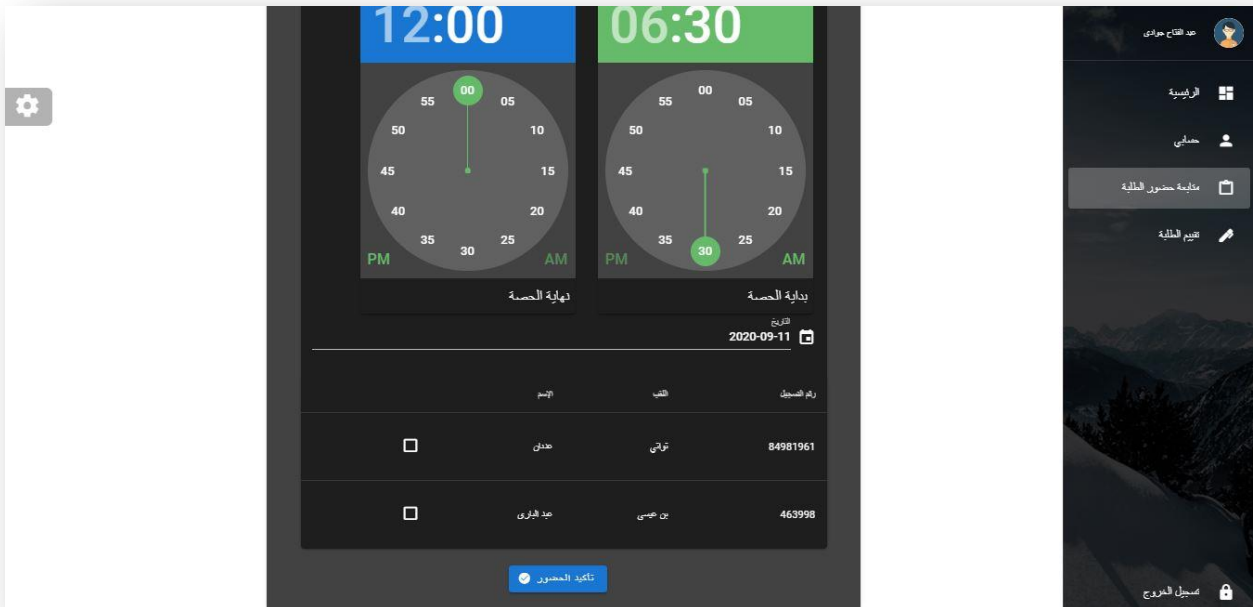 عبد الفتاح جرادى
الرئيسية
حسابي
متابعة حضور الطلبة
تقييم الطلبة
تسجيل الخروج
06:30
00
05
10
15
20
25
30
35
40
45
50
55
AM
PM
بداية الحصة
12:00
00
05
10
15
20
25
30
35
40
45
50
55
AM
PM
نهاية الحصة
التاريخ
2020-09-11
رقم التسجيل اللقب الإسم
84981961 تواتي عدنان
463998 بن عيسى عبد البارى
تأكيد الحضور